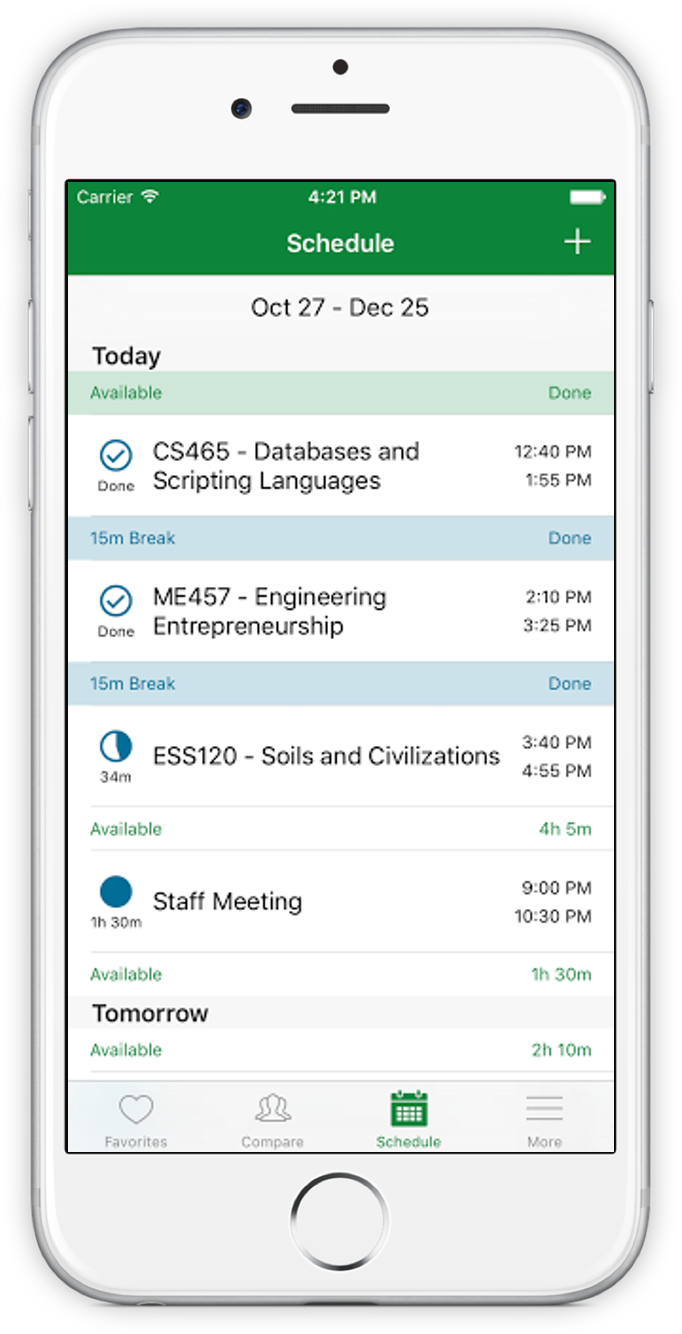 Carrier 4:21 PM
Schedule
Oct 27 - Dec 25
Today
Available Done
CS465 - Databases and
Scripting Languages
12:40 PM
1:55 PM
Done
15m Break Done
ME457 - Engineering
Entrepreneurship
2:10 PM
3:25 PM
Done
15m Break Done
ESS120 - Soils and Civilizations
3:40 PM
4:55 PM
34m
Available 4h 5m
Staff Meeting
9:00 PM
10:30 PM
1h 30m
Available 1h 30m
Tomorrow
Available 2h 10m
Favorites Compare Schedule More